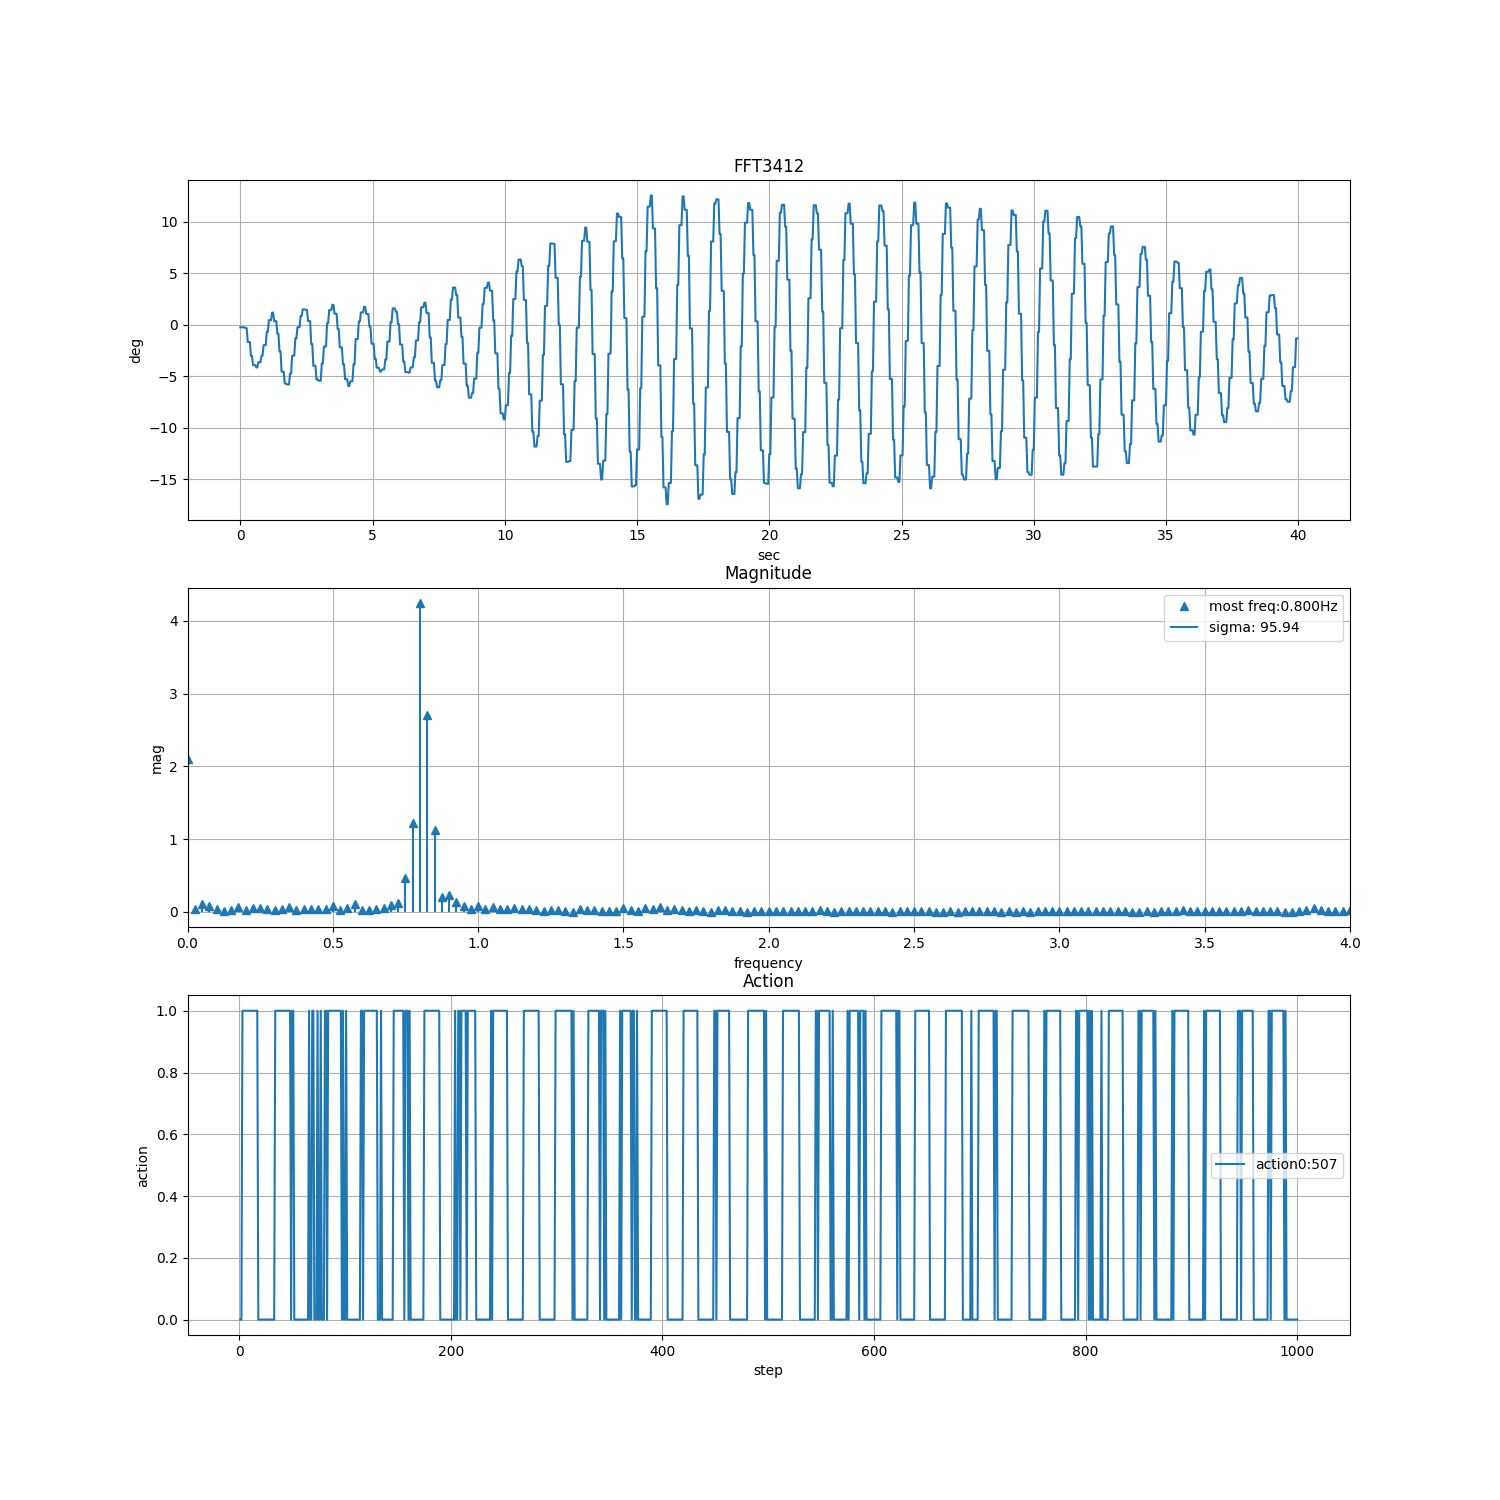 FFT3412
10
5
0
−5
−10
−15
deg
0 5 10 15 20 25 30 35 40
sec
Magnitude
4
3
2
1
0
mag
most freq:0.800Hz
sigma: 95.94
0.0 0.5 1.0 1.5 2.0 2.5 3.0 3.5 4.0
frequency
Action
1.0
0.8
0.6
0.4
0.2
0.0
action
action0:507
0 200 400 600 800 1000
step